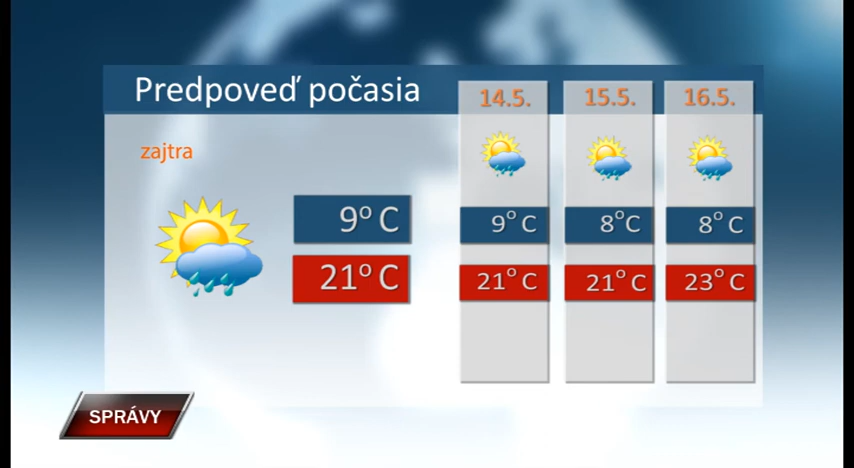 Predpoveď počasia
zajtra
9° C
21° C
14.5.
9° C
21° C
15.5.
8°C
21° C
16.5.
8° C
23° C
SPRÁVY